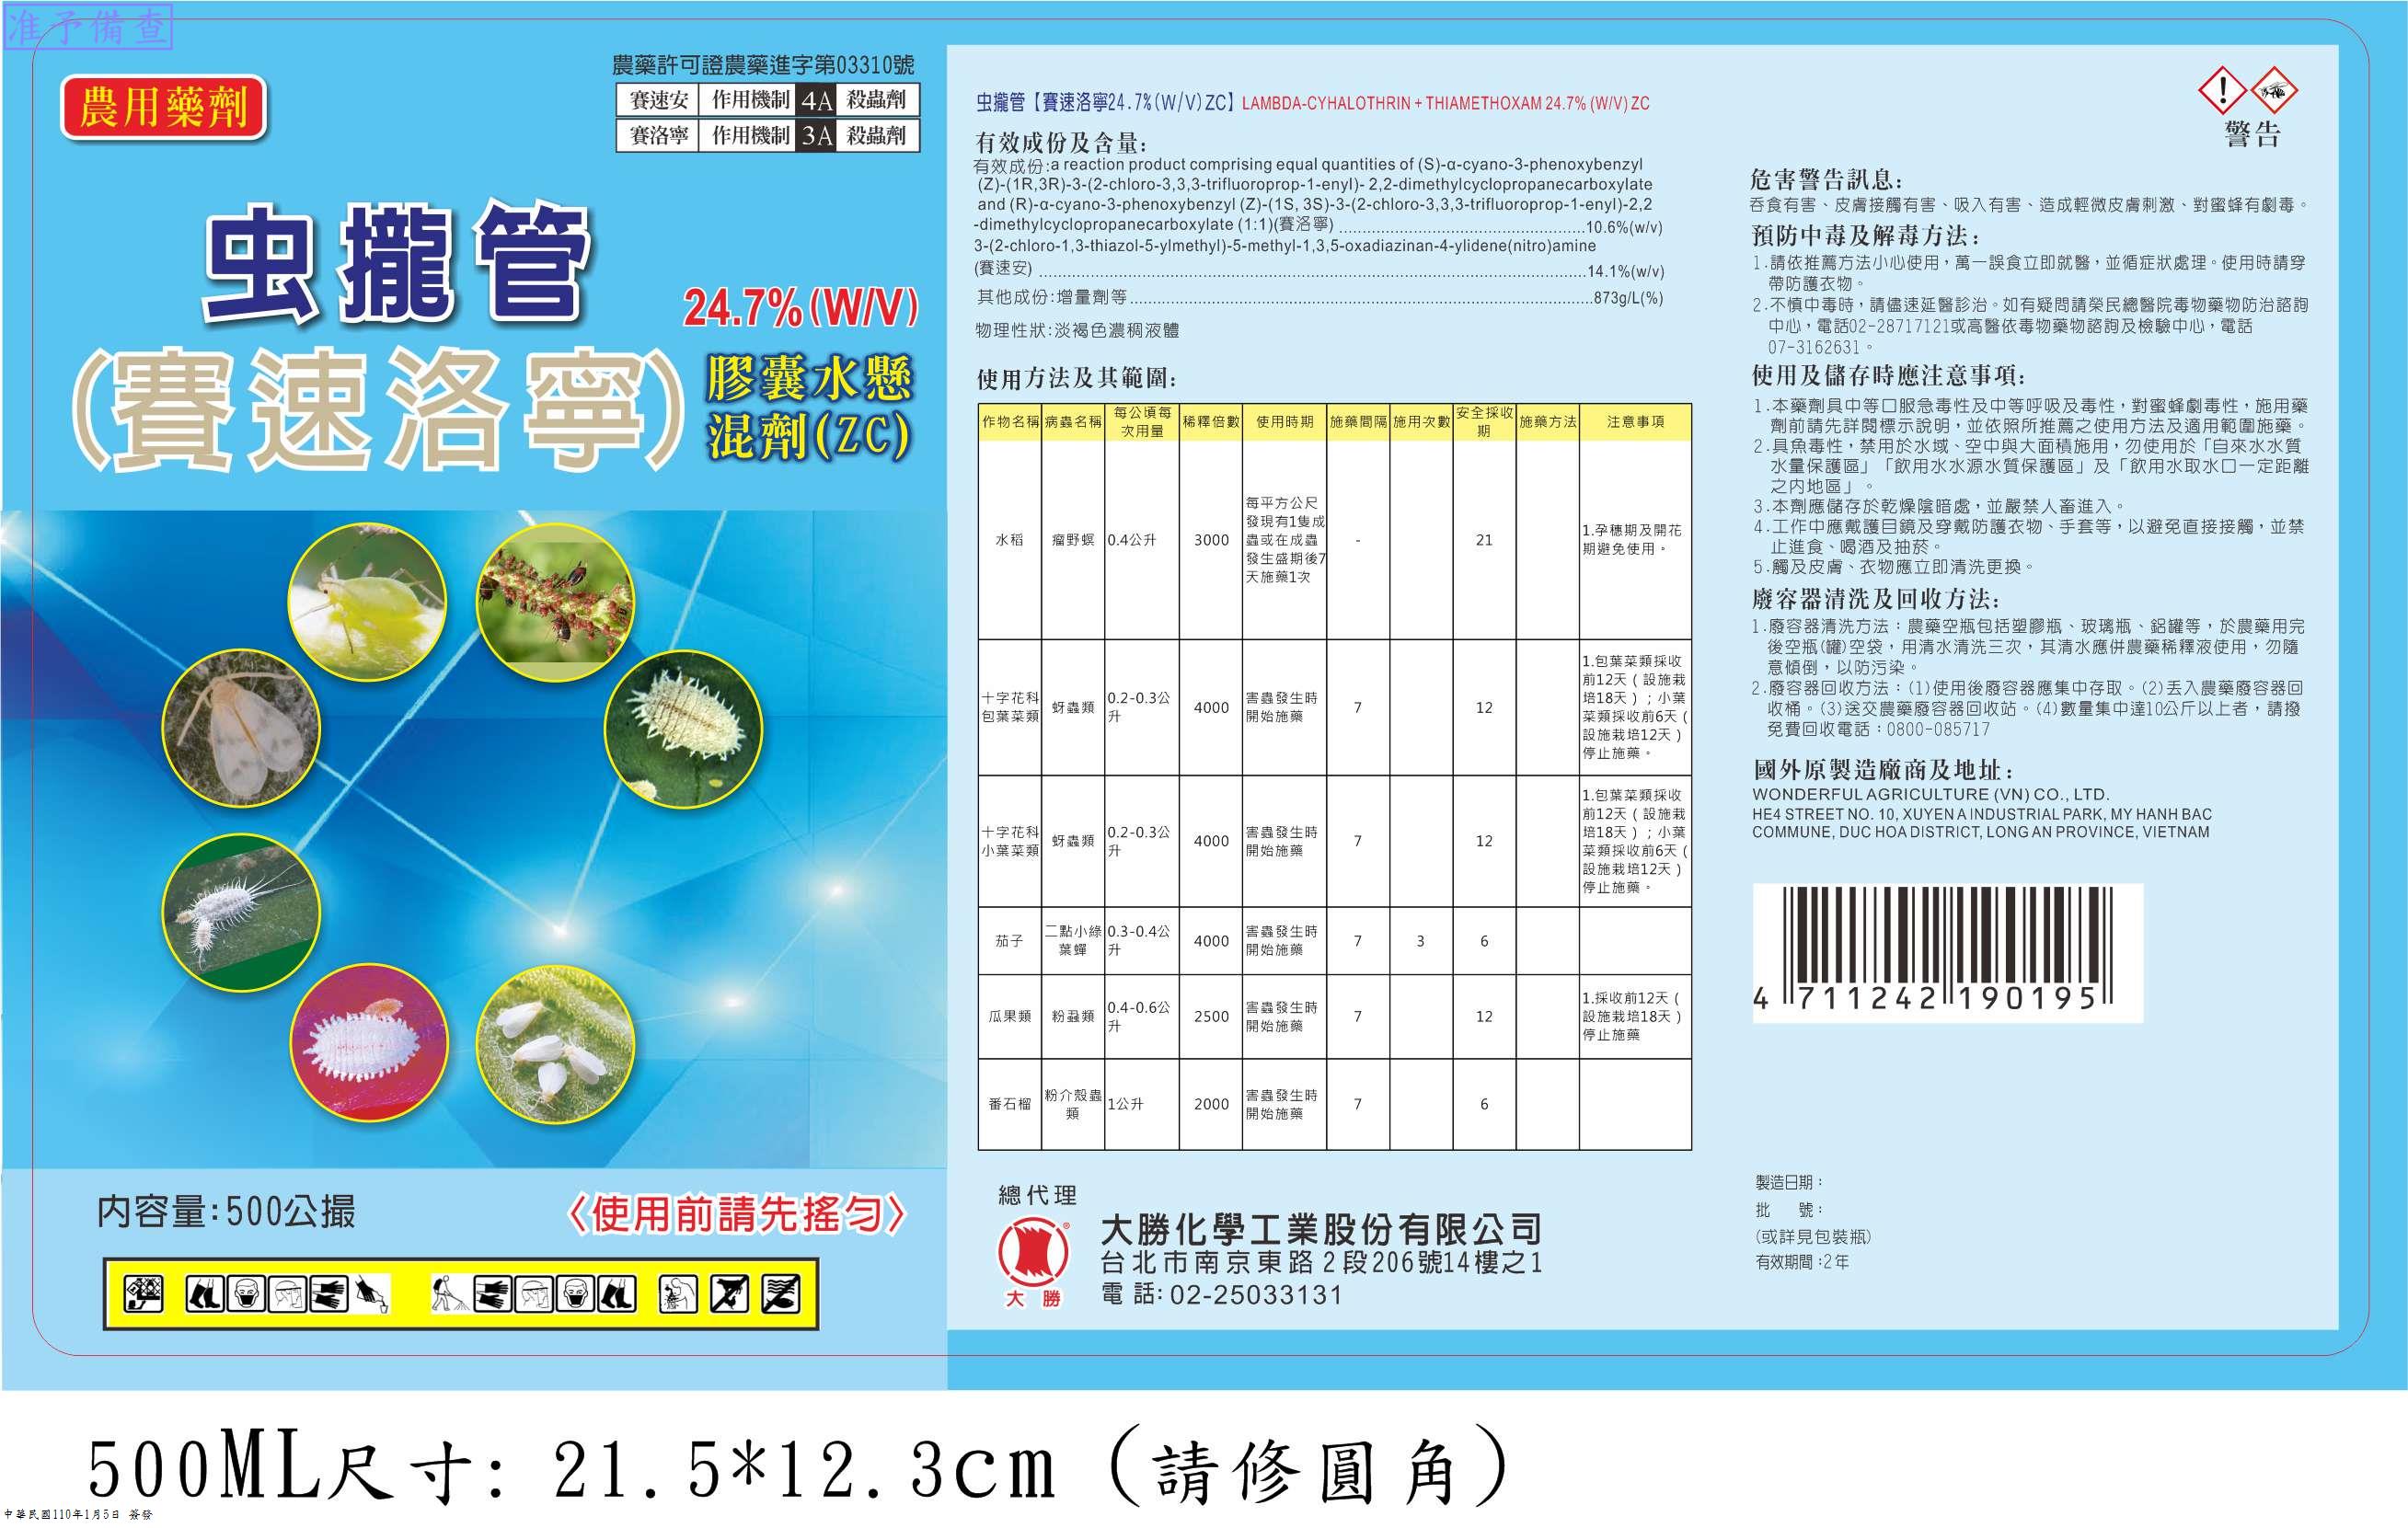 准予備查
農用藥劑
農藥許可證農藥進字第03310號
賽速安 作用機制 4A 殺蟲劑
賽洛寧 作用機制 3A 殺蟲劑
虫攏管
24.7%(W/V)
(賽速洛寧)
膠囊水懸
混劑(ZC)
内容量:500公撮
〈使用前請先搖勻〉
虫攏管【賽速洛寧24.7%(W/V)ZC】LAMBDA-CYHALOTHRIN + THIAMETHOXAM 24.7% (W/V) ZC
有效成份及含量:
有效成份:a reaction product comprising equal quantities of (S)-α-cyano-3-phenoxybenzyl
(Z)-(1R,3R)-3-(2-chloro-3,3,3-trifluoroprop-1-enyl)- 2,2-dimethylcyclopropanecarboxylate
and (R)-α-cyano-3-phenoxybenzyl (Z)-(1S, 3S)-3-(2-chloro-3,3,3-trifluoroprop-1-enyl)-2,2
-dimethylcyclopropanecarboxylate (1:1)(賽洛寧) ..................................................10.6%(w/v)
3-(2-chloro-1,3-thiazol-5-ylmethyl)-5-methyl-1,3,5-oxadiazinan-4-ylidene(nitro)amine
(賽速安) ..................................................14.1%(w/v)
其他成份:增量劑等..................................................873g/L(%)
物理性狀:淡褐色濃稠液體
使用方法及其範圍:
作物名稱 病蟲名稱 每公頃每次用量 稀釋倍數 使用時期 施藥間隔 施用次數 安全採收期 施藥方法 注意事項
水稻 瘤野螟 0.4公升 3000 每平方公尺發現有1隻成蟲或在成蟲發生盛期後7天施藥1次 - 21 1.孕穗期及開花期避免使用。
十字花科包葉菜類 蚜蟲類 0.2-0.3公升 4000 害蟲發生時開始施藥 7 12 1.包葉菜類採收前12天(設施栽培18天);小葉菜類採收前6天(設施栽培12天)停止施藥。
十字花科小葉菜類 蚜蟲類 0.2-0.3公升 4000 害蟲發生時開始施藥 7 12 1.包葉菜類採收前12天(設施栽培18天);小葉菜類採收前6天(設施栽培12天)停止施藥。
茄子 二點小綠葉蟬 0.3-0.4公升 4000 害蟲發生時開始施藥 7 3 6
瓜果類 粉蝨類 0.4-0.6公升 2500 害蟲發生時開始施藥 7 12 1.採收前12天(設施栽培18天)停止施藥
番石榴 粉介殼蟲類 1公升 2000 害蟲發生時開始施藥 7 6
總代理
大勝化學工業股份有限公司
台北市南京東路2段206號14樓之1
電 話:02-25033131
®
大 勝
警告
危害警告訊息:
吞食有害、皮膚接觸有害、吸入有害、造成輕微皮膚刺激、對蜜蜂有劇毒。
預防中毒及解毒方法:
1.請依推薦方法小心使用,萬一誤食立即就醫,並循症狀處理。使用時請穿
帶防護衣物。
2.不慎中毒時,請儘速延醫診治。如有疑問請榮民總醫院毒物藥物防治諮詢
中心,電話02-28717121或高醫依毒物藥物諮詢及檢驗中心,電話
07-3162631。
使用及儲存時應注意事項:
1.本藥劑具中等口服急毒性及中等呼吸及毒性,對蜜蜂劇毒性,施用藥
劑前請先詳閱標示說明,並依照所推薦之使用方法及適用範圍施藥。
2.具魚毒性,禁用於水域、空中與大面積施用,勿使用於「自來水水質
水量保護區」「飲用水水源水質保護區」及「飲用水取水口一定距離
之內地區」。
3.本劑應儲存於乾燥陰暗處,並嚴禁人畜進入。
4.工作中應戴護目鏡及穿戴防護衣物、手套等,以避免直接接觸,並禁
止進食、喝酒及抽菸。
5.觸及皮膚、衣物應立即清洗更換。
廢容器清洗及回收方法:
1.廢容器清洗方法:農藥空瓶包括塑膠瓶、玻璃瓶、鋁罐等,於農藥用完
後空瓶(罐)空袋,用清水清洗三次,其清水應併農藥稀釋液使用,勿隨
意傾倒,以防污染。
2.廢容器回收方法:(1)使用後廢容器應集中存取。(2)丟入農藥廢容器回
收桶。(3)送交農藥廢容器回收站。(4)數量集中達10公斤以上者,請撥
免費回收電話:0800-085717
國外原製造廠商及地址:
WONDERFUL AGRICULTURE (VN) CO., LTD.
HE4 STREET NO. 10, XUYEN A INDUSTRIAL PARK, MY HANH BAC
COMMUNE, DUC HOA DISTRICT, LONG AN PROVINCE, VIETNAM
4 711242 190195
製造日期:
批 號:
(或詳見包裝瓶)
有效期間:2年
500ML尺寸: 21.5*12.3cm (請修圓角)
中華民國110年1月5日 簽發